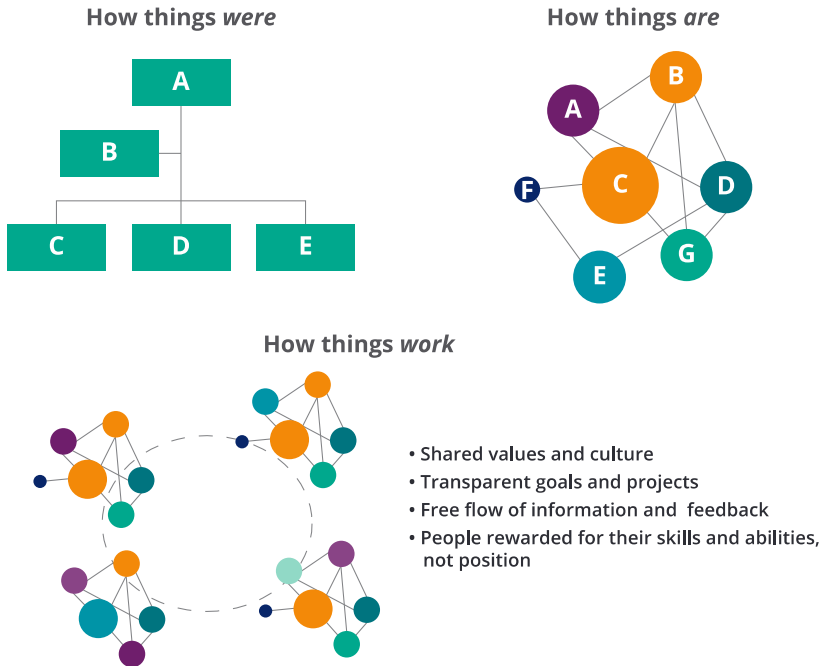 How things were
A
B
C D E
How things are
B
A
C
F
D
G
E
How things work
• Shared values and culture
• Transparent goals and projects
• Free flow of information and feedback
• People rewarded for their skills and abilities,
not position